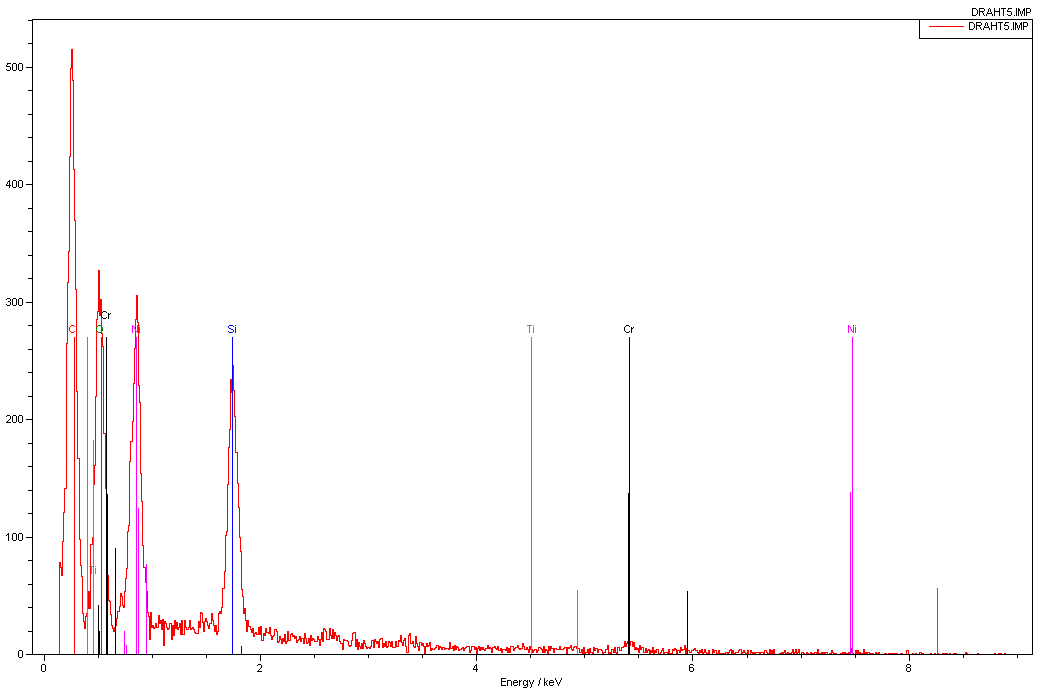 DRAHT5.IMP
DRAHT5.IMP
500
400
300
200
100
0
Cr
C O Ni Si Ti Cr Ni
Ti
0 2 4 6 8
Energy / keV